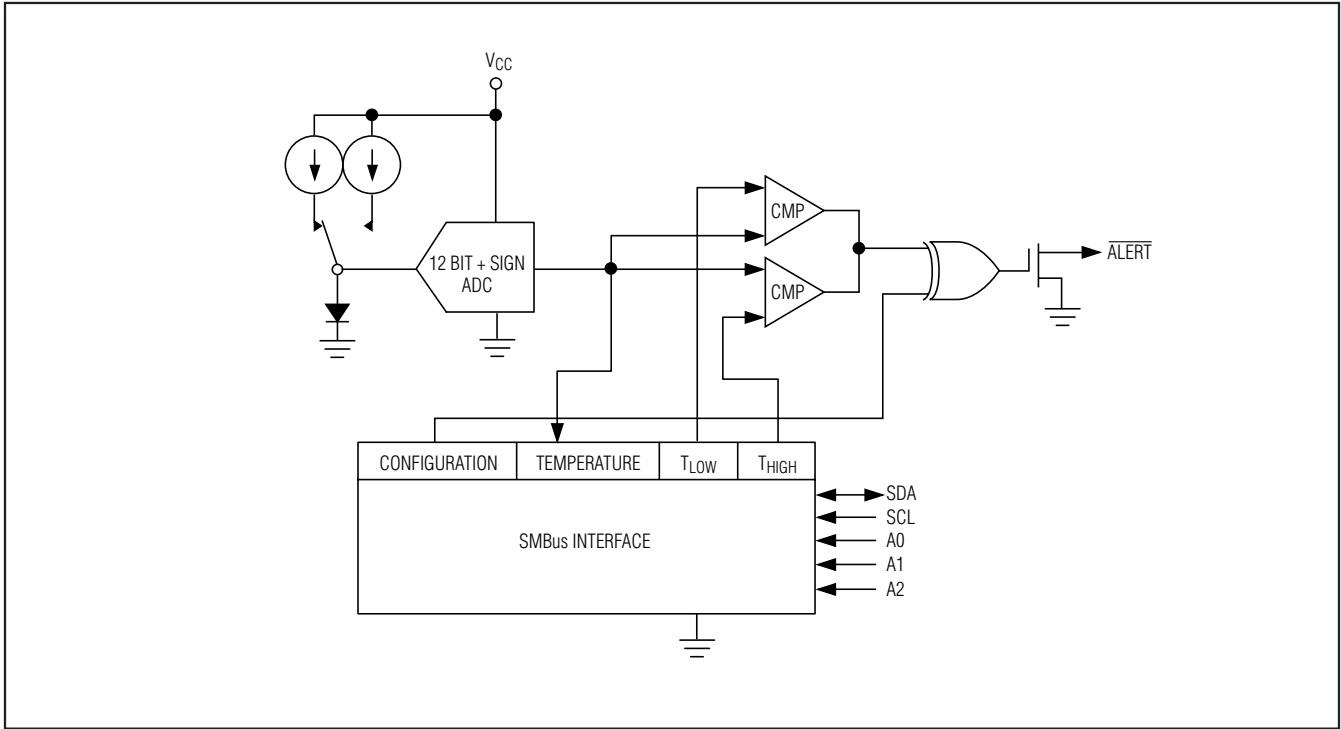 VCC
12 BIT + SIGN
ADC
CMP
CMP
ALERT
CONFIGURATION
TEMPERATURE
TLOW
THIGH
SMBus INTERFACE
SDA
SCL
A0
A1
A2